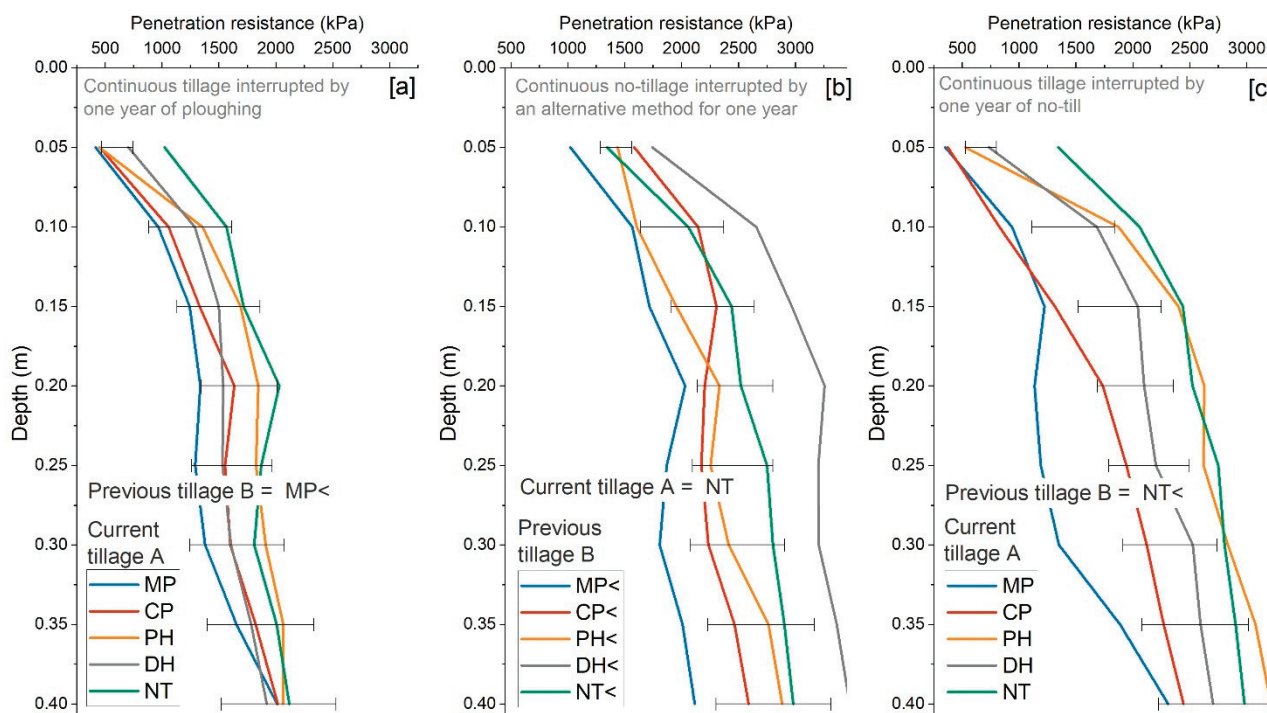 Penetration resistance (kPa)
500 1000 1500 2000 2500 3000
0.00
0.05
0.10
0.15
0.20
0.25
0.30
0.35
0.40
Depth (m)
Continuous tillage interrupted by
one year of ploughing
[a]
Previous tillage B = MP<
Current
tillage A
MP
CP
PH
DH
NT
Penetration resistance (kPa)
500 1000 1500 2000 2500 3000
0.00
0.05
0.10
0.15
0.20
0.25
0.30
0.35
0.40
Depth (m)
Continuous no-tillage interrupted by
an alternative method for one year
[b]
Current tillage A = NT
Previous
tillage B
MP<
CP<
PH<
DH<
NT<
Penetration resistance (kPa)
500 1000 1500 2000 2500 3000
0.00
0.05
0.10
0.15
0.20
0.25
0.30
0.35
0.40
Depth (m)
Continuous tillage interrupted by
one year of no-till
[c
Previous tillage B = NT<
Current
tillage A
MP
CP
PH
DH
NT